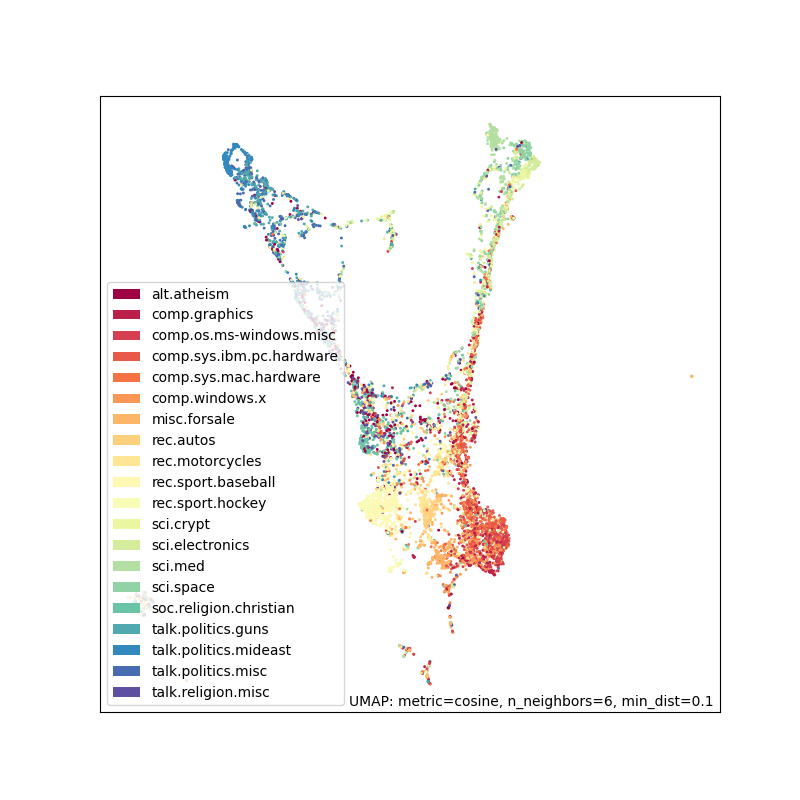 alt.atheism
comp.graphics
comp.os.ms-windows.misc
comp.sys.ibm.pc.hardware
comp.sys.mac.hardware
comp.windows.x
misc.forsale
rec.autos
rec.motorcycles
rec.sport.baseball
rec.sport.hockey
sci.crypt
sci.electronics
sci.med
sci.space
soc.religion.christian
talk.politics.guns
talk.politics.mideast
talk.politics.misc
talk.religion.misc
UMAP: metric=cosine, n_neighbors=6, min_dist=0.1